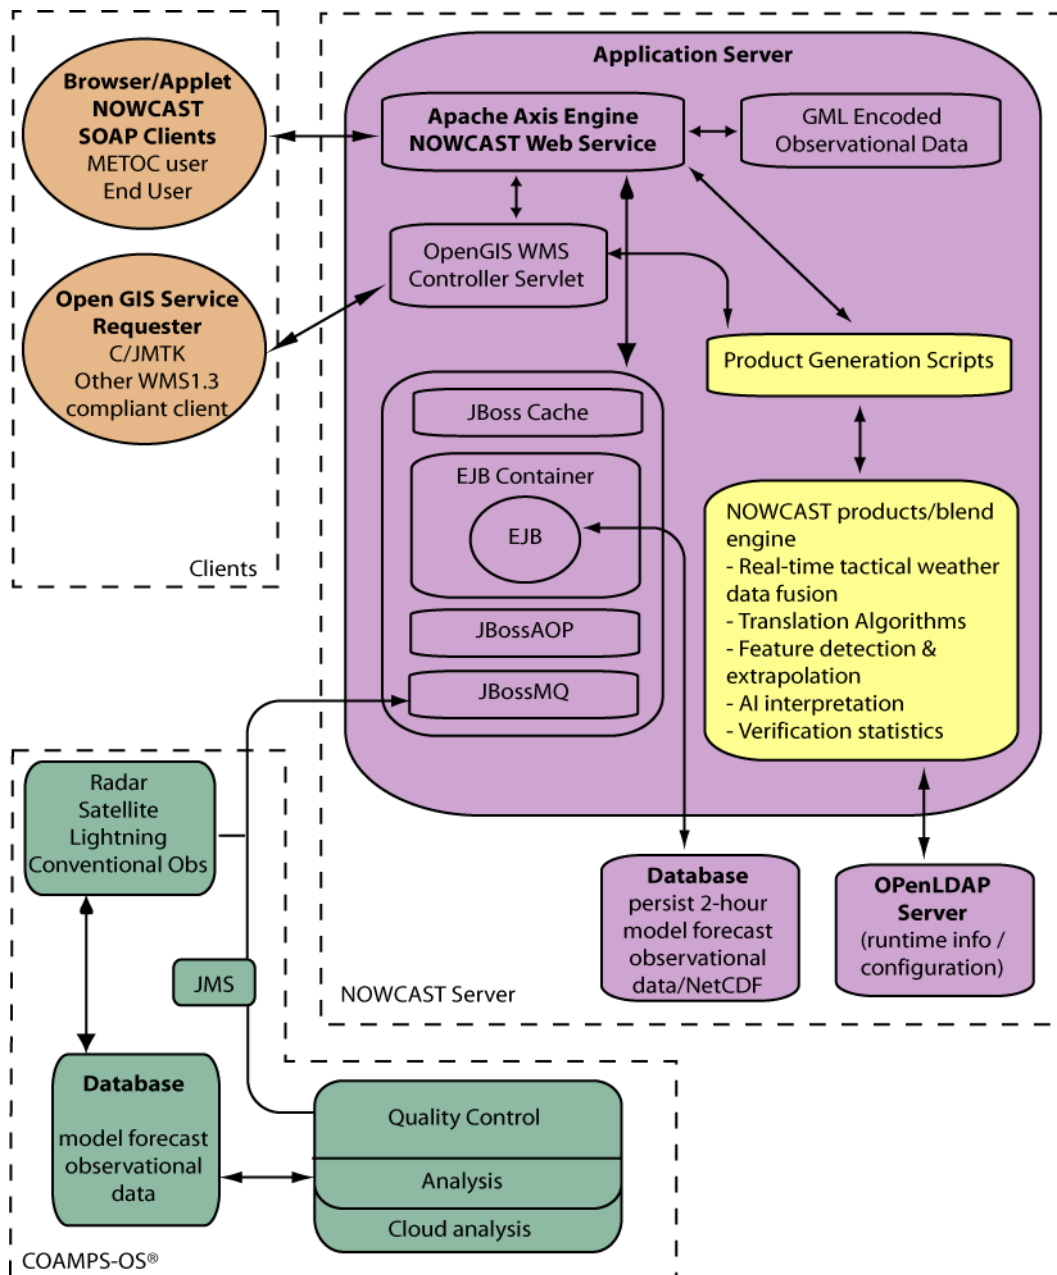 Browser/Applet
NOWCAST
SOAP Clients
METOC user
End User
Open GIS Service
Requester
C/JMTK
Other WMS1.3
compliant client
Clients
Application Server
Apache Axis Engine
NOWCAST Web Service
GML Encoded
Observational Data
OpenGIS WMS
Controller Servlet
Product Generation Scripts
JBoss Cache
EJB Container
EJB
JBossAOP
JBossMQ
NOWCAST products/blend
engine
- Real-time tactical weather
data fusion
- Translation Algorithms
- Feature detection &
extrapolation
- AI interpretation
- Verification statistics
Database
persist 2-hour
model forecast
observational
data/NetCDF
OPenLDAP
Server
(runtime info /
configuration)
NOWCAST Server
Radar
Satellite
Lightning
Conventional Obs
JMS
Database
model forecast
observational
data
Quality Control
Analysis
Cloud analysis
COAMPS-OS®